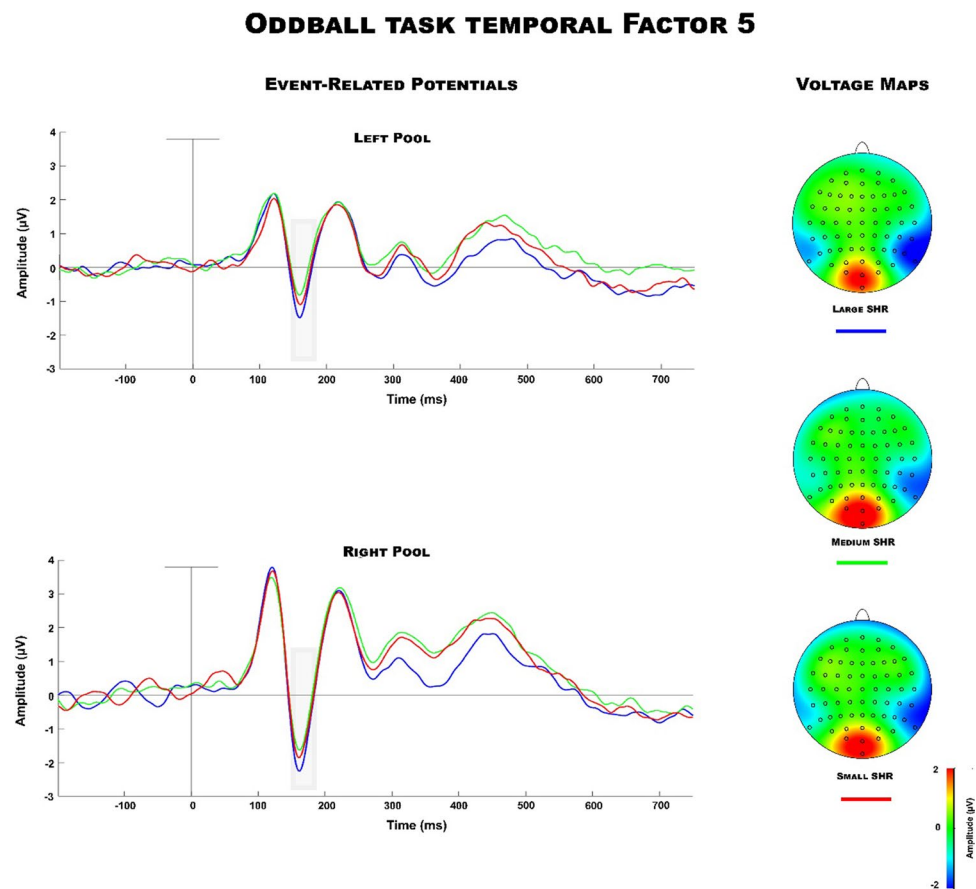 Oddball task temporal Factor 5
Event-Related Potentials
Voltage Maps
Left Pool
4
3
2
1
0
-1
-2
-3
Amplitude (µV)
-100 0 100 200 300 400 500 600 700
Time (ms)
Large SHR
Medium SHR
Right Pool
4
3
2
1
0
-1
-2
-3
Amplitude (µV)
-100 0 100 200 300 400 500 600 700
Time (ms)
Small SHR
2
0
-2
Amplitude (µV)